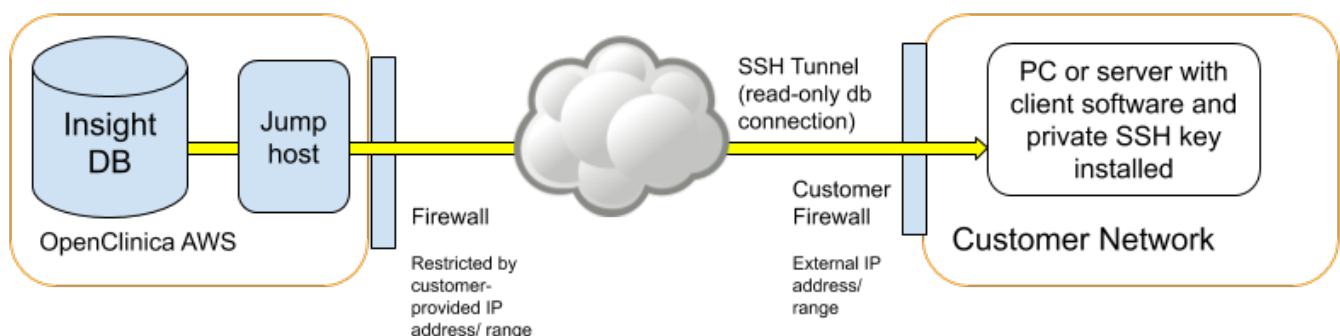 Insight
DB
Jump
host
OpenClinica AWS
Firewall
Restricted by
customer-
provided IP
address/ range
SSH Tunnel
(read-only db
connection)
Customer
Firewall
External IP
address/
range
PC or server with
client software and
private SSH key
installed
Customer Network